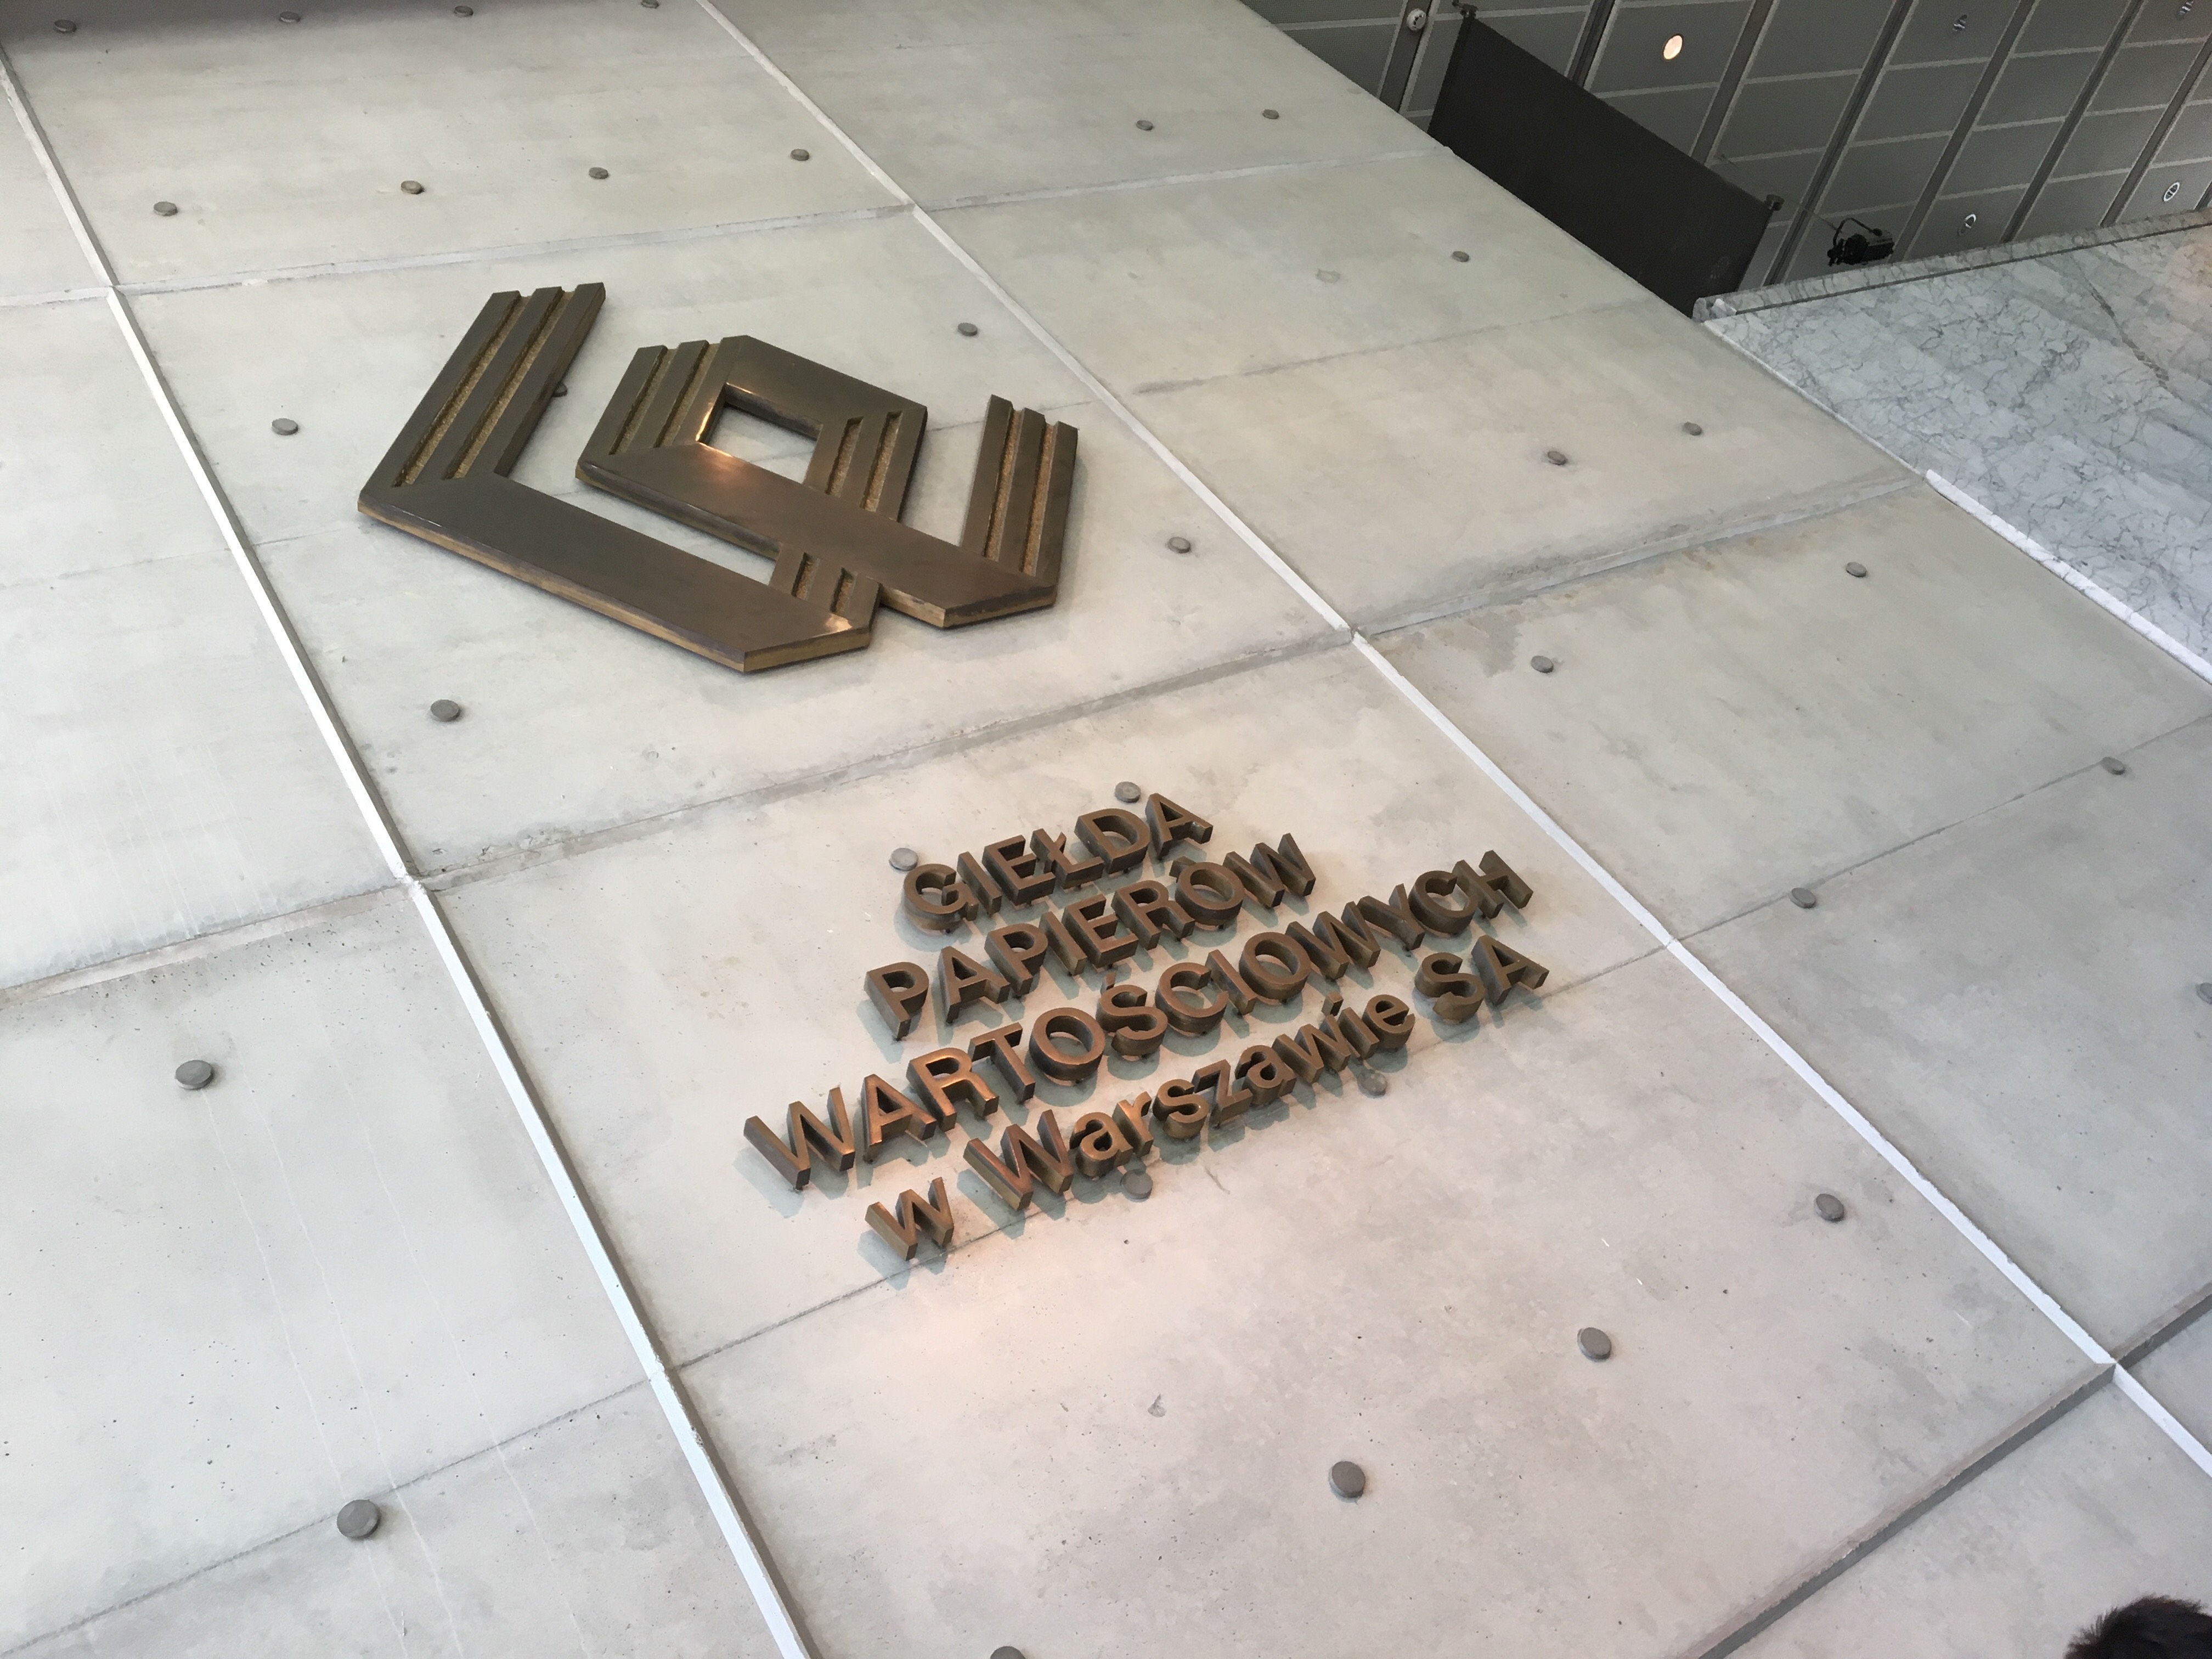 GIEŁDA
PAPIERÓW
WARTOŚCIOWYCH
w Warszawie SA